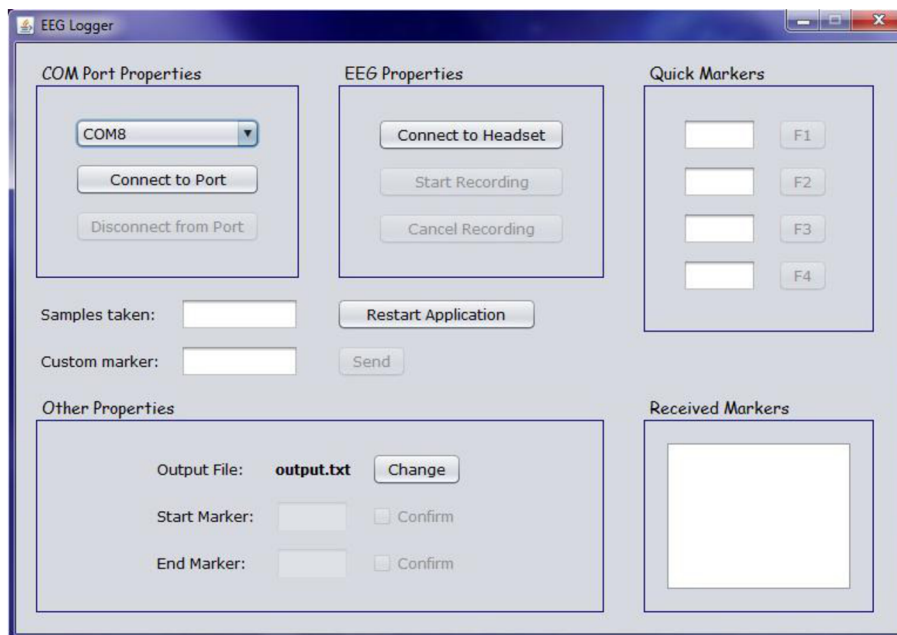 EEG Logger
COM Port Properties
COM8
Connect to Port
Disconnect from Port
EEG Properties
Connect to Headset
Start Recording
Cancel Recording
Quick Markers
F1
F2
F3
F4
Samples taken:
Restart Application
Custom marker:
Send
Other Properties
Output File: output.txt Change
Start Marker: Confirm
End Marker: Confirm
Received Markers